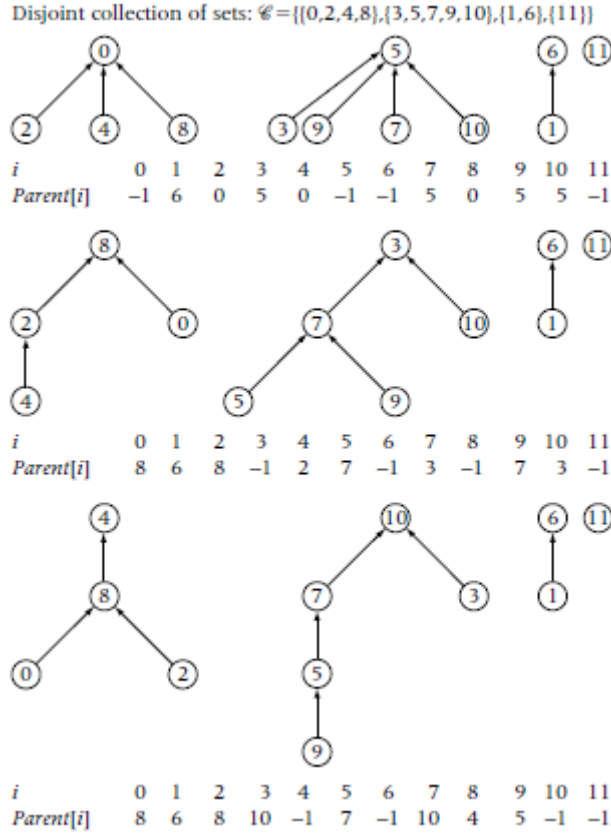 Disjoint collection of sets: 𝒞={{0,2,4,8},{3,5,7,9,10},{1,6},{11}}
0 5 6 11
2 4 8 3 9 7 10 1
i 0 1 2 3 4 5 6 7 8 9 10 11
Parent[i] –1 6 0 5 0 –1 –1 5 0 5 5 –1
8 3 6 11
2 0 7 10 1
4 5 9
i 0 1 2 3 4 5 6 7 8 9 10 11
Parent[i] 8 6 8 –1 2 7 –1 3 –1 7 3 –1
4 10 6 11
8 7 3 1
0 2 5
9
i 0 1 2 3 4 5 6 7 8 9 10 11
Parent[i] 8 6 8 10 –1 7 –1 10 4 5 –1 –1